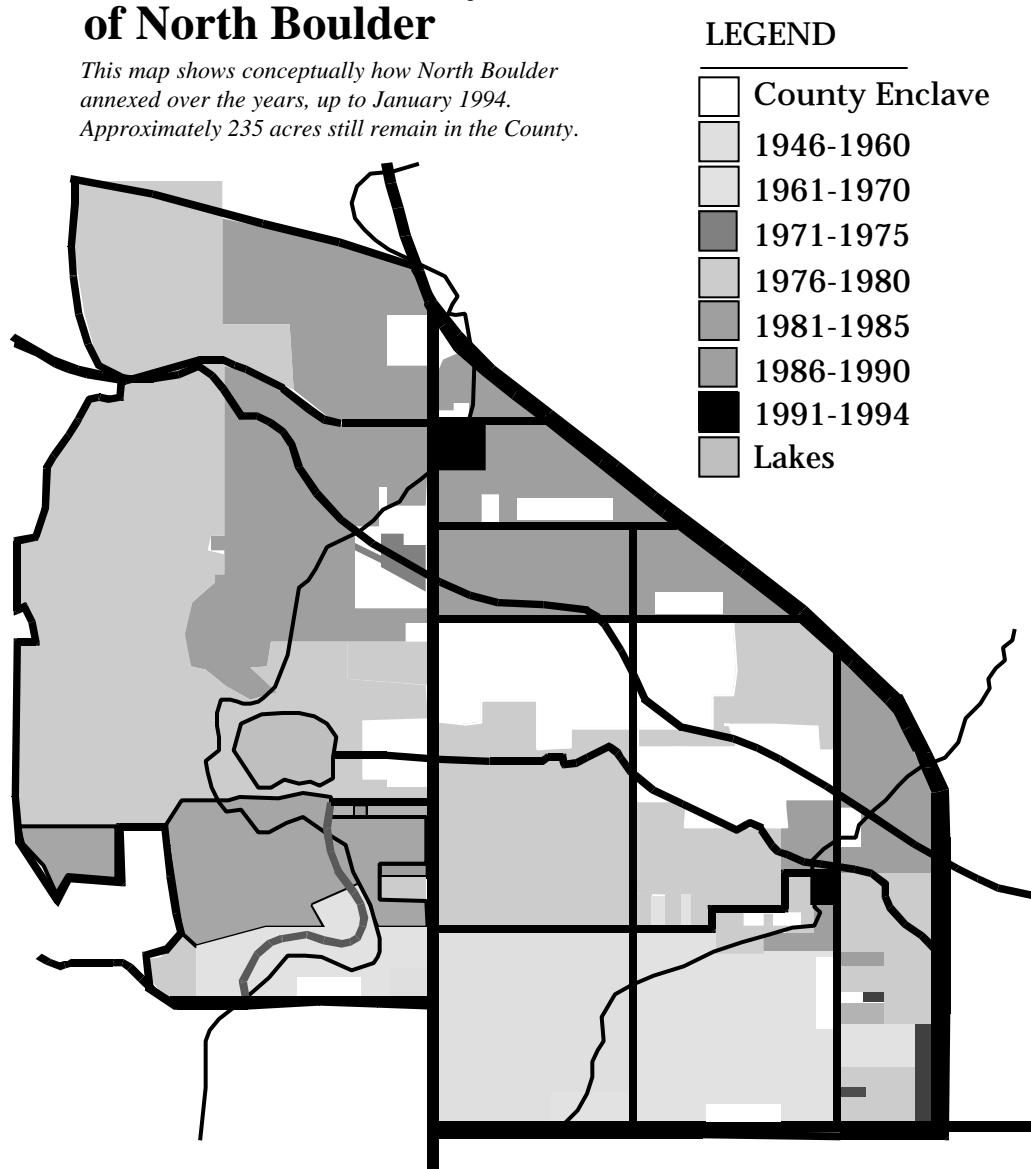 of North Boulder
This map shows conceptually how North Boulder
annexed over the years, up to January 1994.
Approximately 235 acres still remain in the County.
LEGEND
County Enclave
1946-1960
1961-1970
1971-1975
1976-1980
1981-1985
1986-1990
1991-1994
Lakes